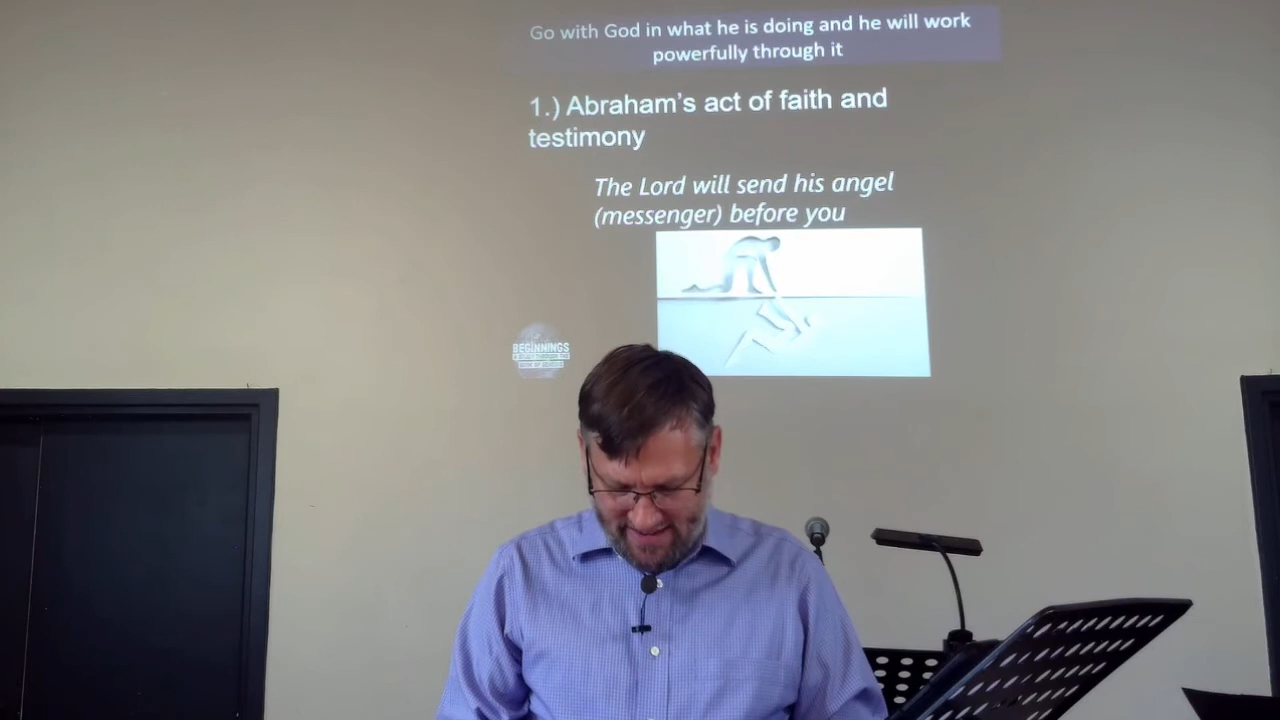 Go with God in what he is doing and he will work
powerfully through it
1.) Abraham's act of faith and
testimony
The Lord will send his angel
(messenger) before you
BEGINNINGS